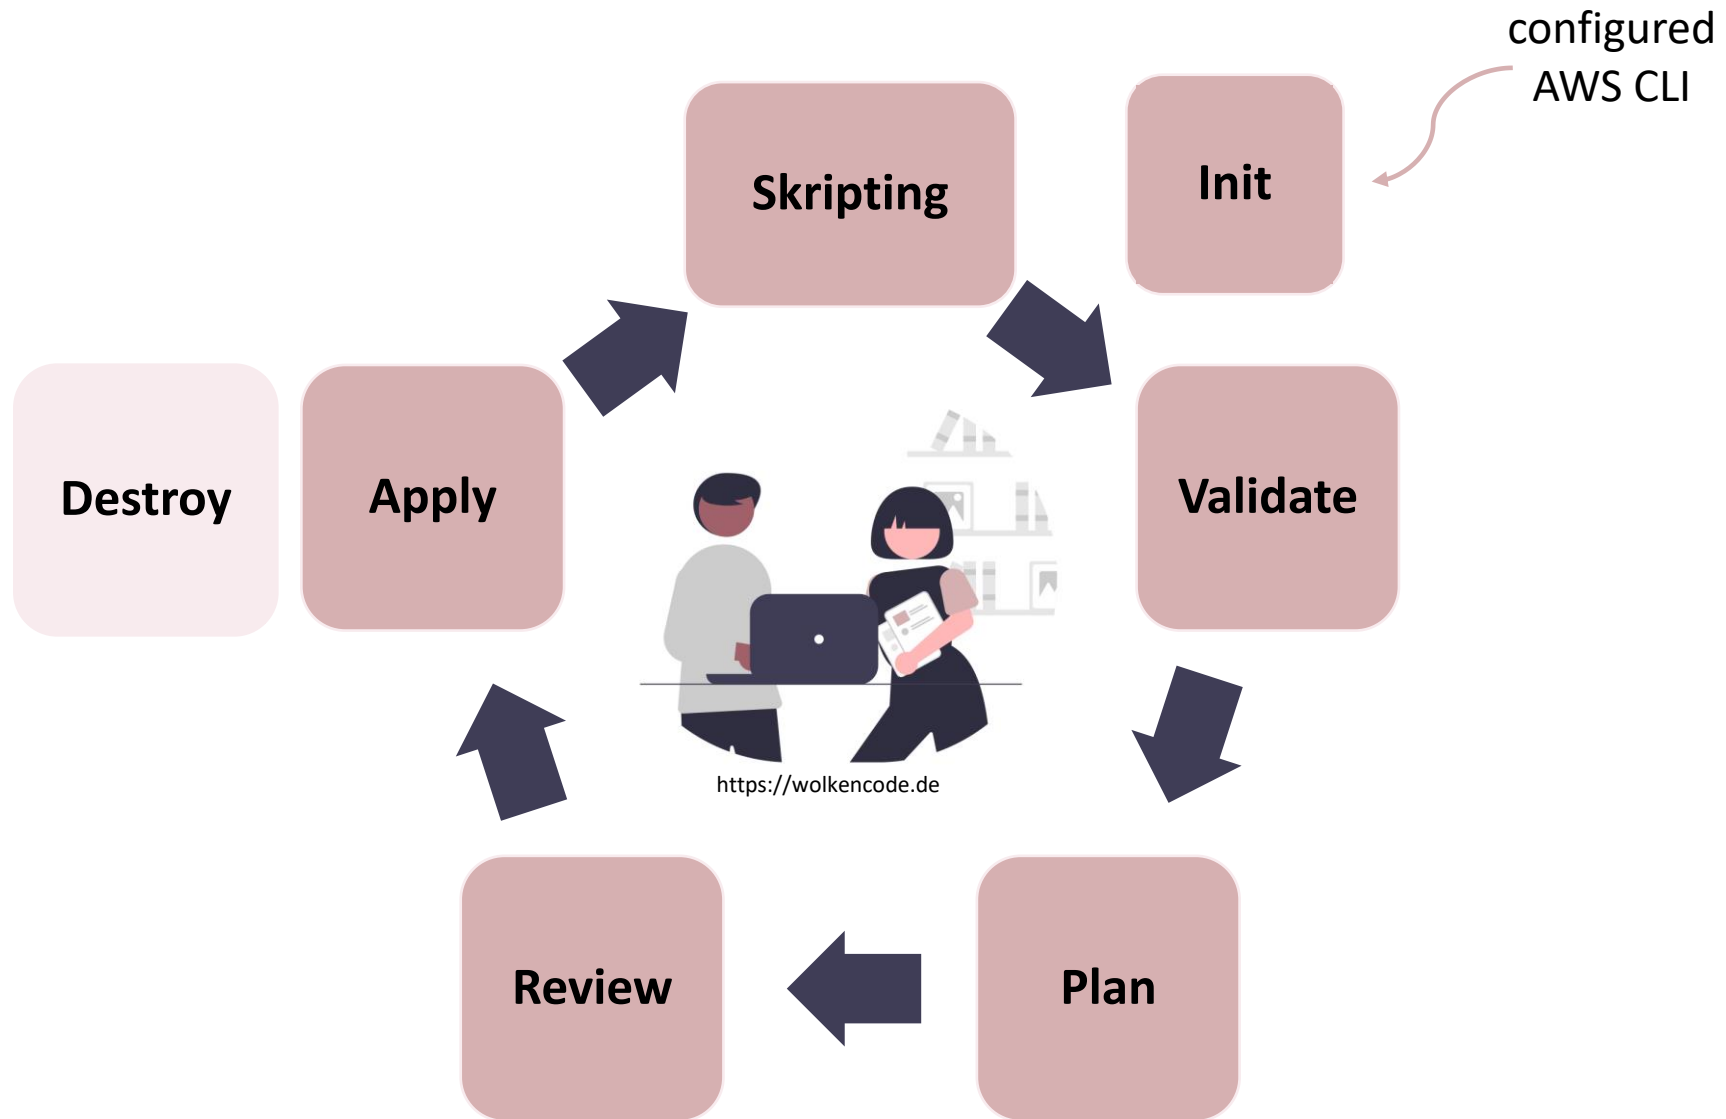 configured
AWS CLI
Skripting
Init
Destroy
Apply
Validate
https://wolkencode.de
Review
Plan